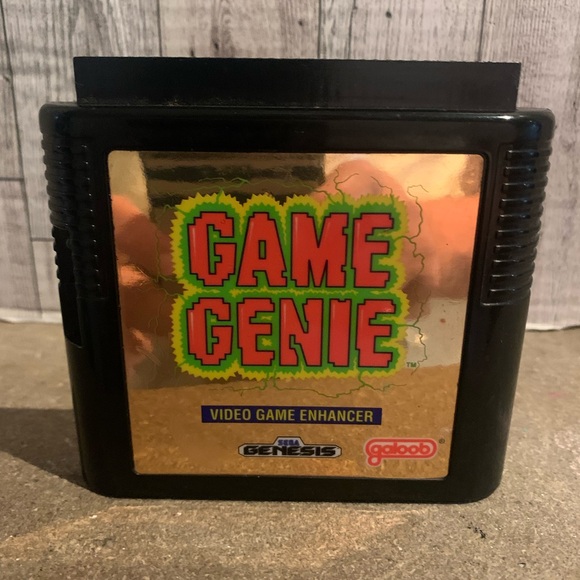 GAME
GENIE
TM
VIDEO GAME ENHANCER
SEGA
GENESIS
galoob
®